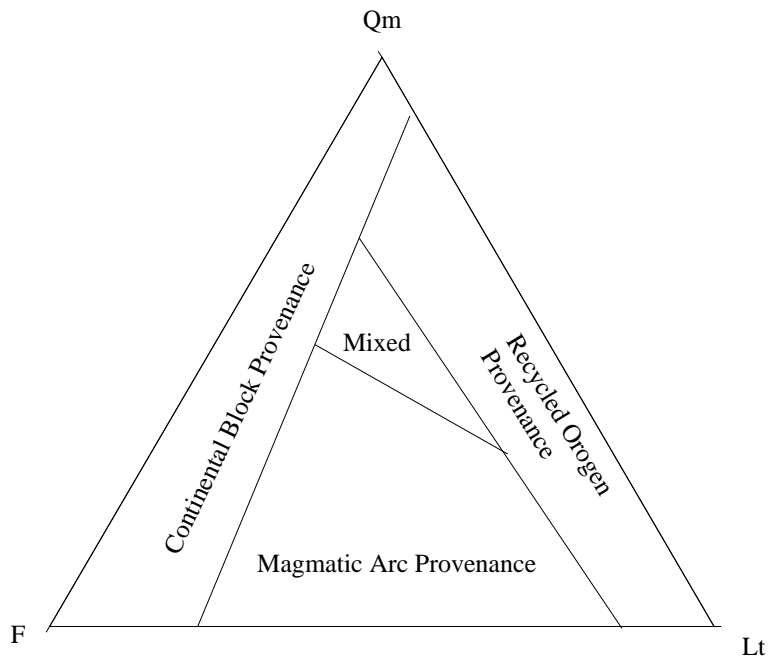 Qm
Continental Block Provenance
Mixed
Recycled Orogen
Provenance
Magmatic Arc Provenance
F
Lt